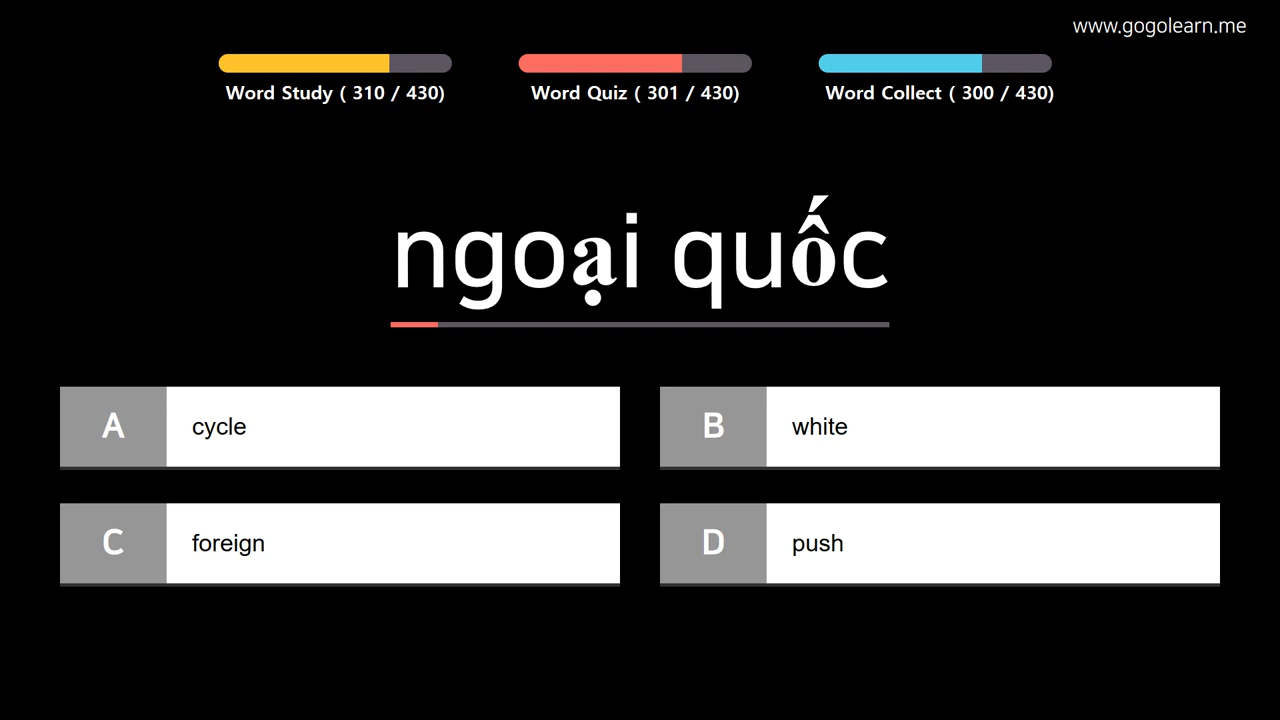 www.gogolearn.me
Word Study ( 310 / 430)
Word Quiz ( 301 / 430)
Word Collect ( 300 / 430)
ngoại quốc
A cycle
B white
C foreign
D push